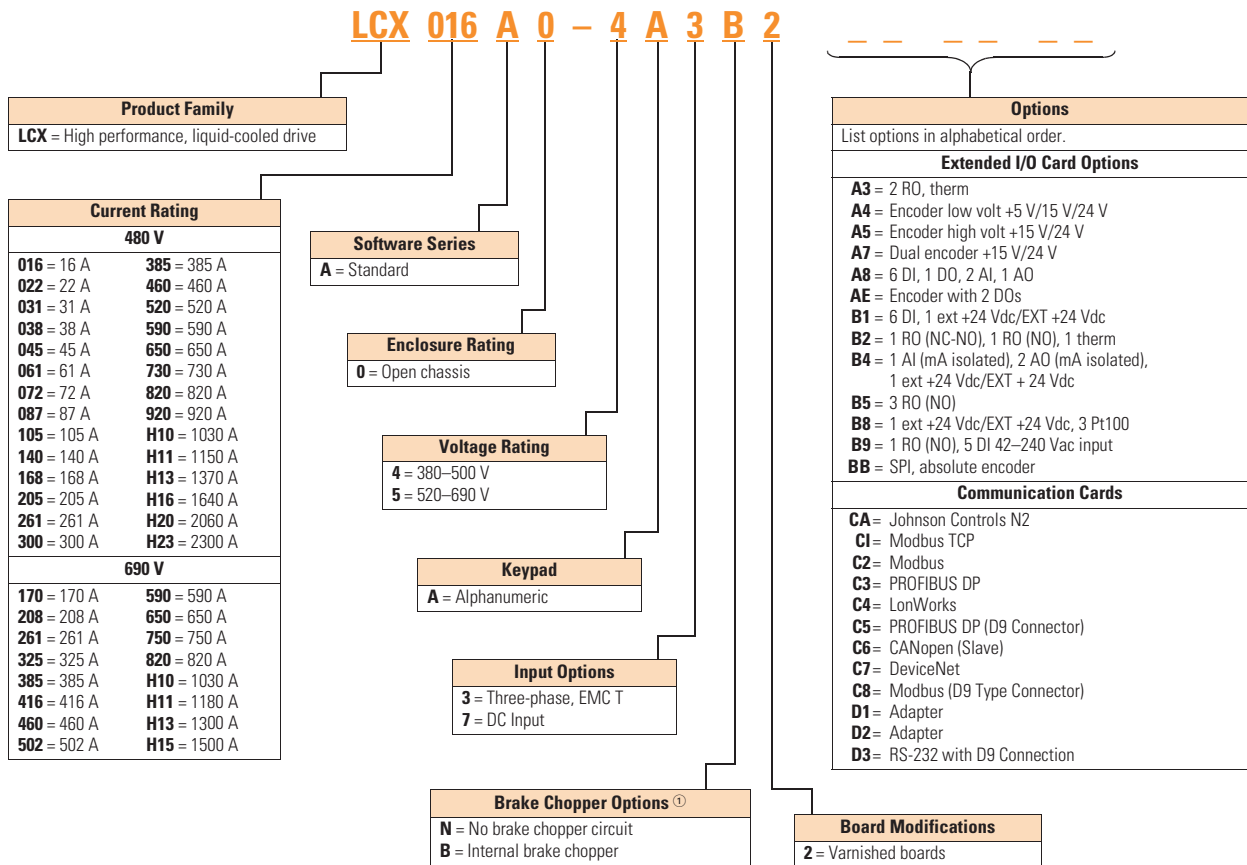 LCX 016 A 0 – 4 A 3 B 2 _ _ _ _ _ _
Product Family
LCX = High performance, liquid-cooled drive
Current Rating
480 V
016 = 16 A 385 = 385 A
022 = 22 A 460 = 460 A
031 = 31 A 520 = 520 A
038 = 38 A 590 = 590 A
045 = 45 A 650 = 650 A
061 = 61 A 730 = 730 A
072 = 72 A 820 = 820 A
087 = 87 A 920 = 920 A
105 = 105 A H10 = 1030 A
140 = 140 A H11 = 1150 A
168 = 168 A H13 = 1370 A
205 = 205 A H16 = 1640 A
261 = 261 A H20 = 2060 A
300 = 300 A H23 = 2300 A
690 V
170 = 170 A 590 = 590 A
208 = 208 A 650 = 650 A
261 = 261 A 750 = 750 A
325 = 325 A 820 = 820 A
385 = 385 A H10 = 1030 A
416 = 416 A H11 = 1180 A
460 = 460 A H13 = 1300 A
502 = 502 A H15 = 1500 A
Software Series
A = Standard
Enclosure Rating
0 = Open chassis
Voltage Rating
4 = 380–500 V
5 = 520–690 V
Keypad
A = Alphanumeric
Input Options
3 = Three-phase, EMC T
7 = DC Input
Brake Chopper Options ①
N = No brake chopper circuit
B = Internal brake chopper
Board Modifications
2 = Varnished boards
Options
List options in alphabetical order.
Extended I/O Card Options
A3 = 2 RO, therm
A4 = Encoder low volt +5 V/15 V/24 V
A5 = Encoder high volt +15 V/24 V
A7 = Dual encoder +15 V/24 V
A8 = 6 DI, 1 DO, 2 AI, 1 AO
AE = Encoder with 2 DOs
B1 = 6 DI, 1 ext +24 Vdc/EXT +24 Vdc
B2 = 1 RO (NC-NO), 1 RO (NO), 1 therm
B4 = 1 AI (mA isolated), 2 AO (mA isolated),
1 ext +24 Vdc/EXT + 24 Vdc
B5 = 3 RO (NO)
B8 = 1 ext +24 Vdc/EXT +24 Vdc, 3 Pt100
B9 = 1 RO (NO), 5 DI 42–240 Vac input
BB = SPI, absolute encoder
Communication Cards
CA = Johnson Controls N2
CI = Modbus TCP
C2 = Modbus
C3 = PROFIBUS DP
C4 = LonWorks
C5 = PROFIBUS DP (D9 Connector)
C6 = CANopen (Slave)
C7 = DeviceNet
C8 = Modbus (D9 Type Connector)
D1 = Adapter
D2 = Adapter
D3 = RS-232 with D9 Connection